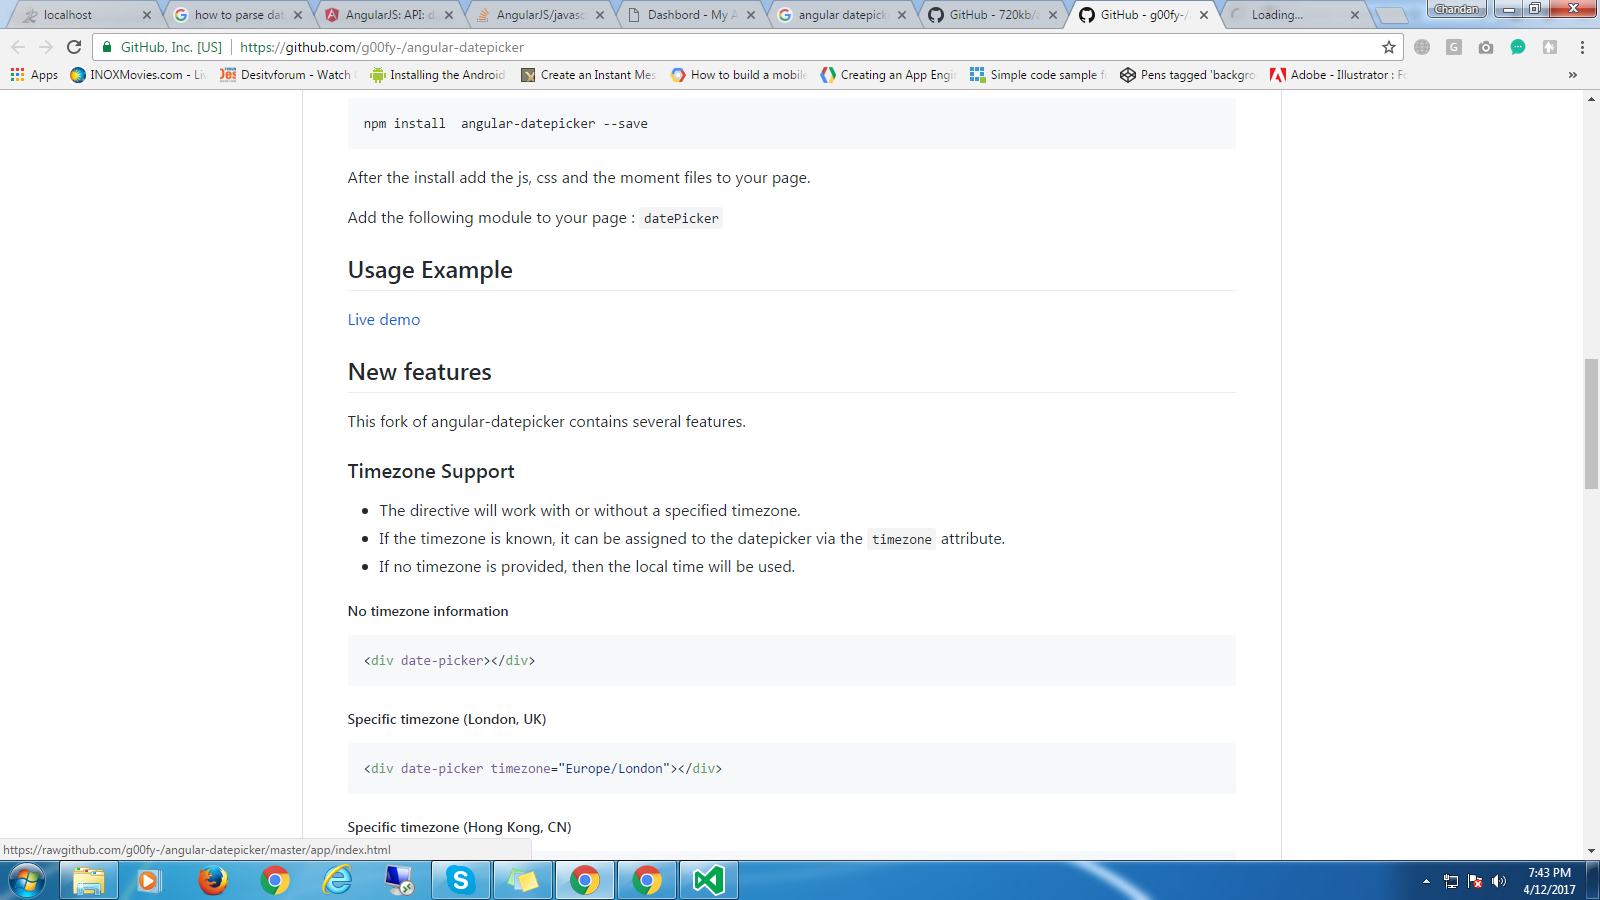 localhost
how to parse dat
AngularJS: API: d
AngularJS/javasc
Dashbord - My A
angular datepick
GitHub - 720kb/a
GitHub - g00fy-/
Loading...
Chandan
GitHub, Inc. [US]
https://github.com/g00fy-/angular-datepicker
Apps
INOXMovies.com - Li
Desitvforum - Watch
Installing the Android
Create an Instant Mes
How to build a mobile
Creating an App Engi
Simple code sample f
Pens tagged 'backgro
Adobe - Illustrator : F
npm install  angular-datepicker --save
After the install add the js, css and the moment files to your page.
Add the following module to your page : datePicker
Usage Example
Live demo
New features
This fork of angular-datepicker contains several features.
Timezone Support
The directive will work with or without a specified timezone.
If the timezone is known, it can be assigned to the datepicker via the timezone attribute.
If no timezone is provided, then the local time will be used.
No timezone information
<div date-picker></div>
Specific timezone (London, UK)
<div date-picker timezone="Europe/London"></div>
Specific timezone (Hong Kong, CN)
https://rawgithub.com/g00fy-/angular-datepicker/master/app/index.html
7:43 PM
4/12/2017